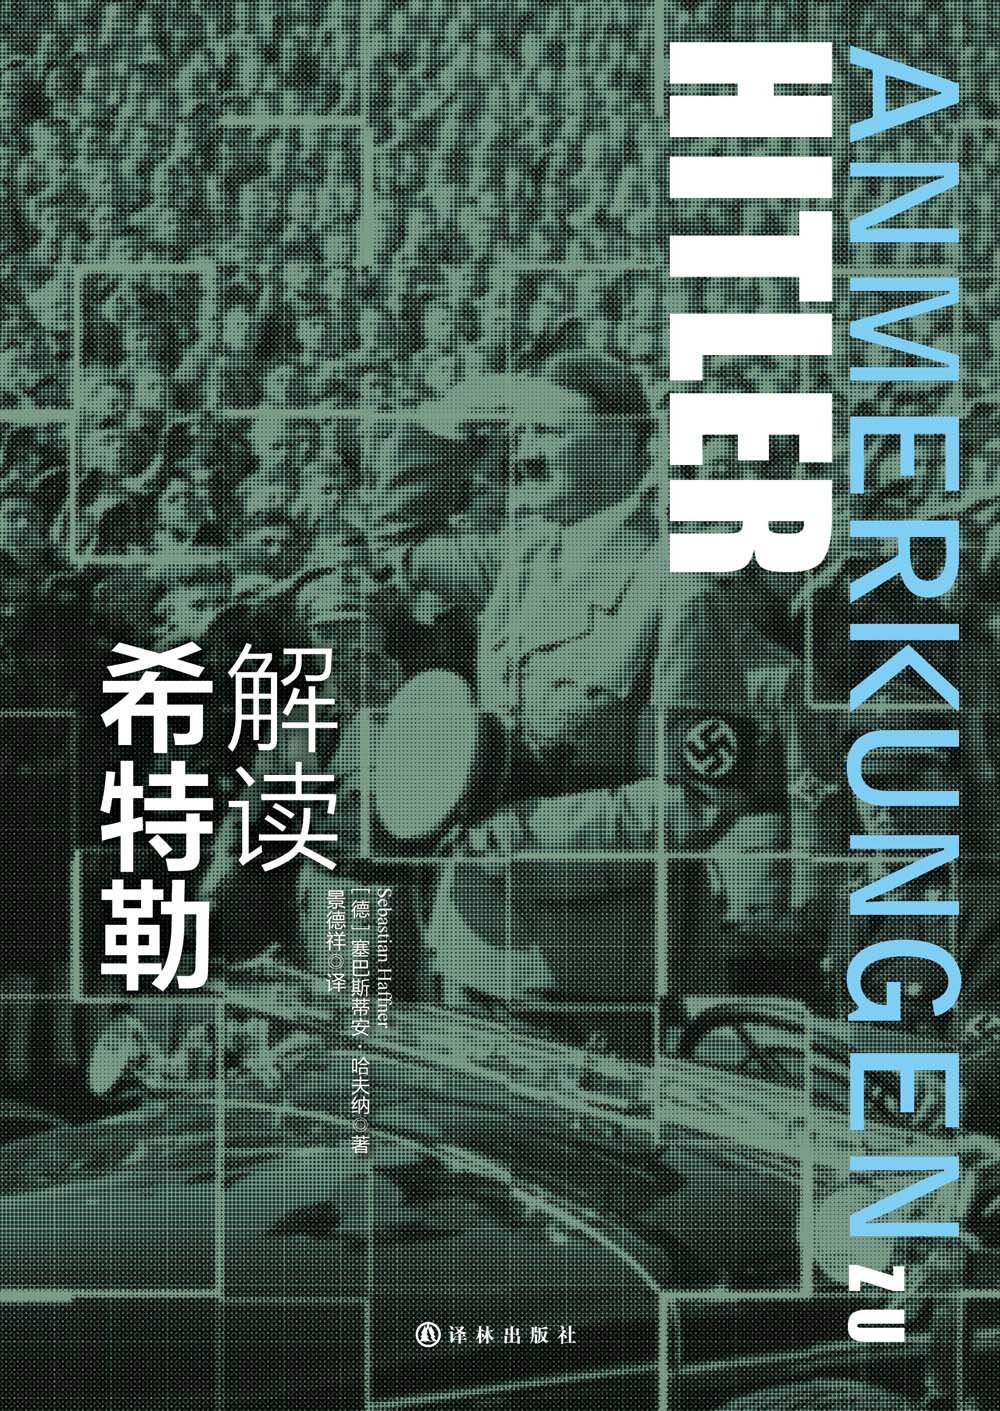 ANMERKUNGEN ZU
HITLER
解读
希特勒
Sebastian Haffner
[德] 塞巴斯蒂安·哈夫纳◎著
景德祥◎译
译林出版社